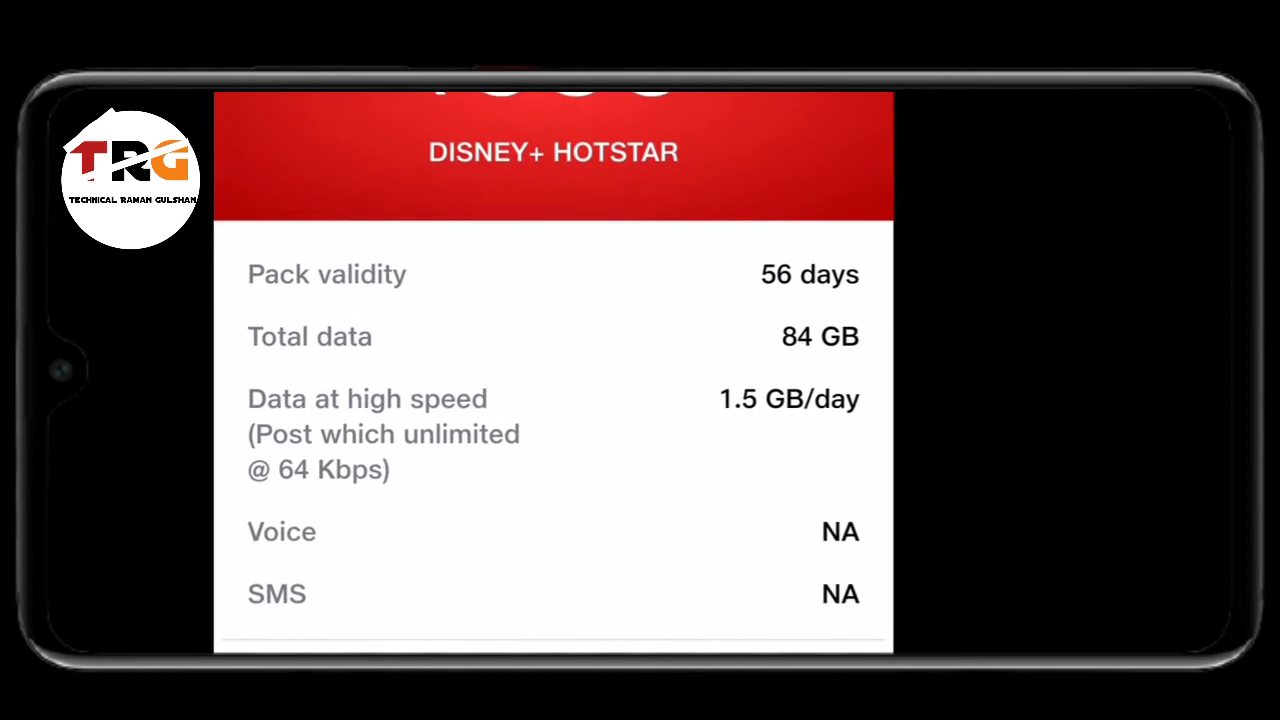 TRG
TECHNICAL RAMAN GULSHAN
DISNEY+ HOTSTAR
Pack validity 56 days
Total data 84 GB
Data at high speed 1.5 GB/day
(Post which unlimited
@ 64 Kbps)
Voice NA
SMS NA